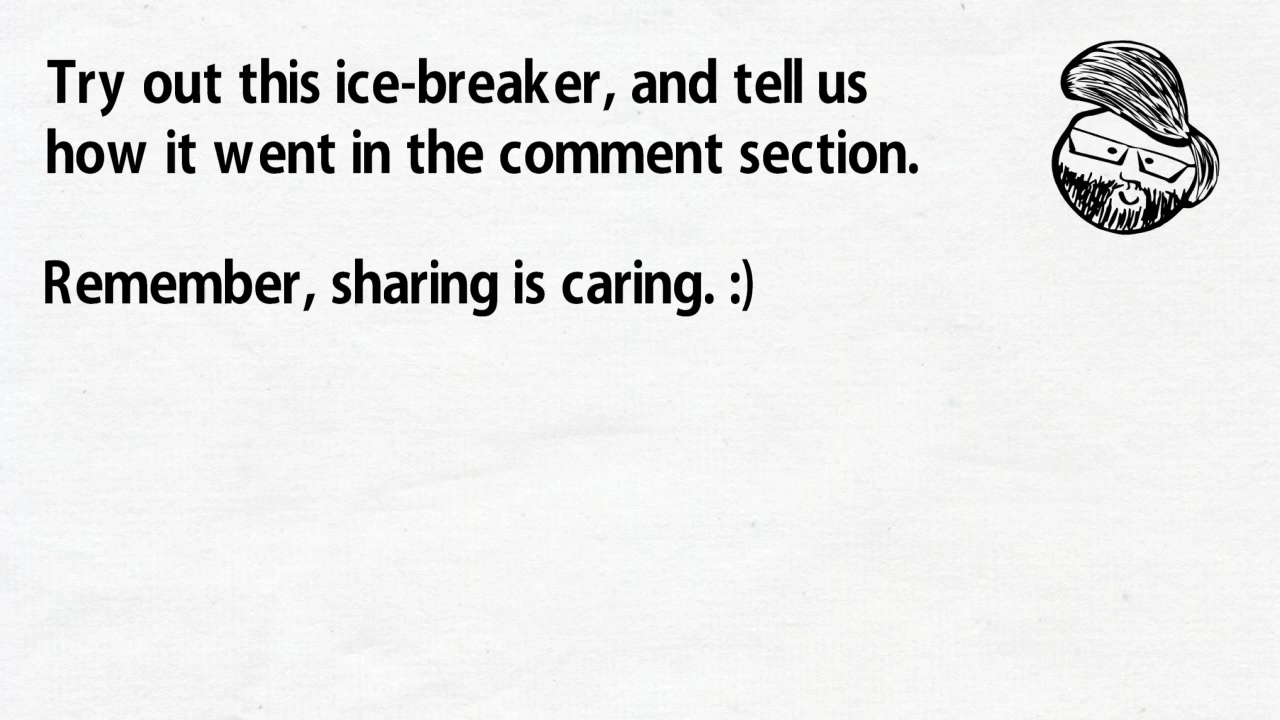 Try out this ice-breaker, and tell us
how it went in the comment section.
Remember, sharing is caring. :)